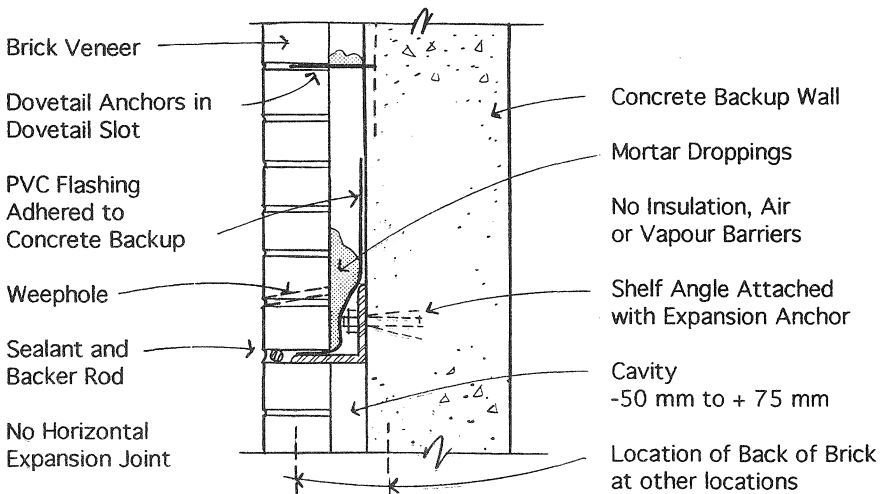 Brick Veneer
Dovetail Anchors in
Dovetail Slot
PVC Flashing
Adhered to
Concrete Backup
Weephole
Sealant and
Backer Rod
No Horizontal
Expansion Joint
Concrete Backup Wall
Mortar Droppings
No Insulation, Air
or Vapour Barriers
Shelf Angle Attached
with Expansion Anchor
Cavity
-50 mm to + 75 mm
Location of Back of Brick
at other locations